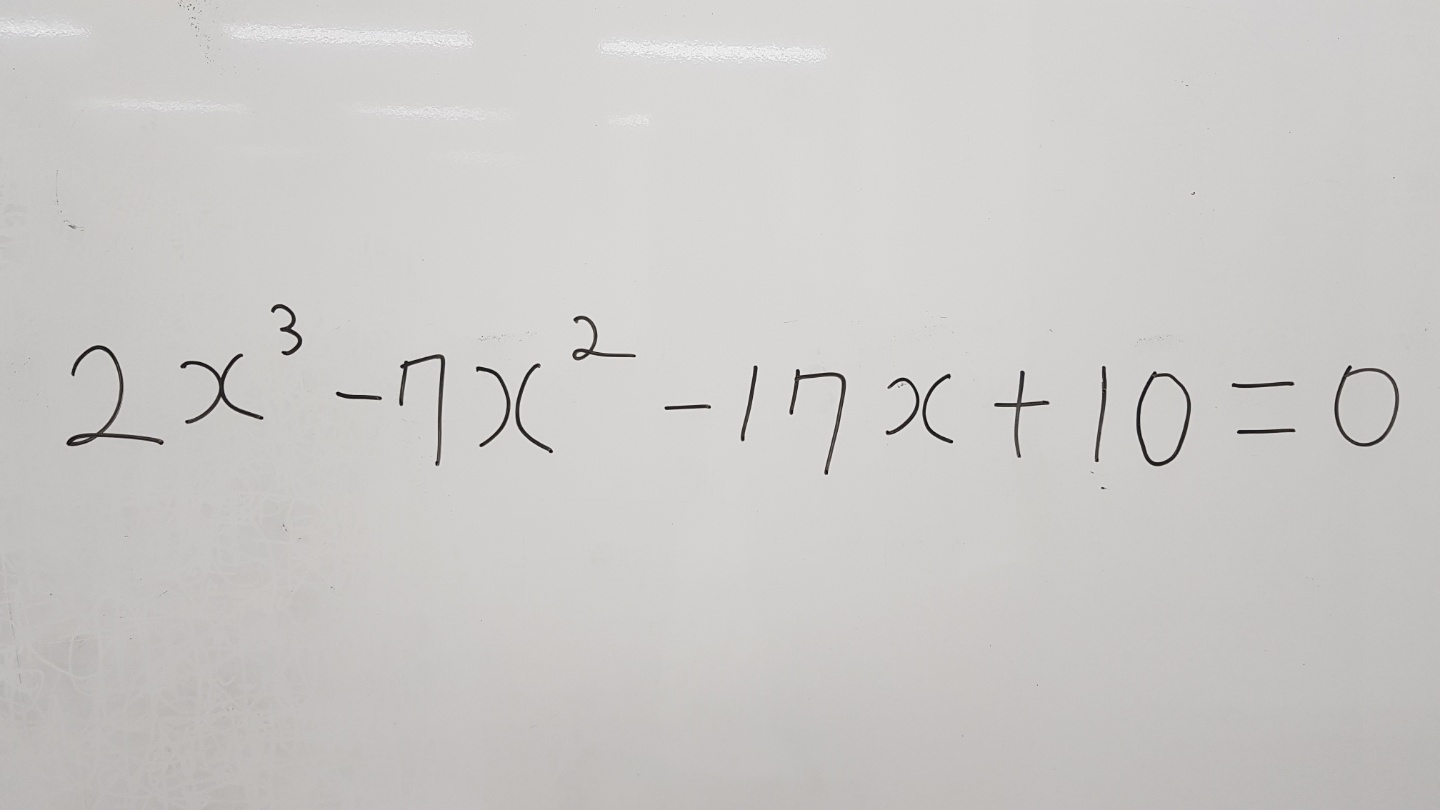 2x³ - 7x² - 17x + 10 = 0